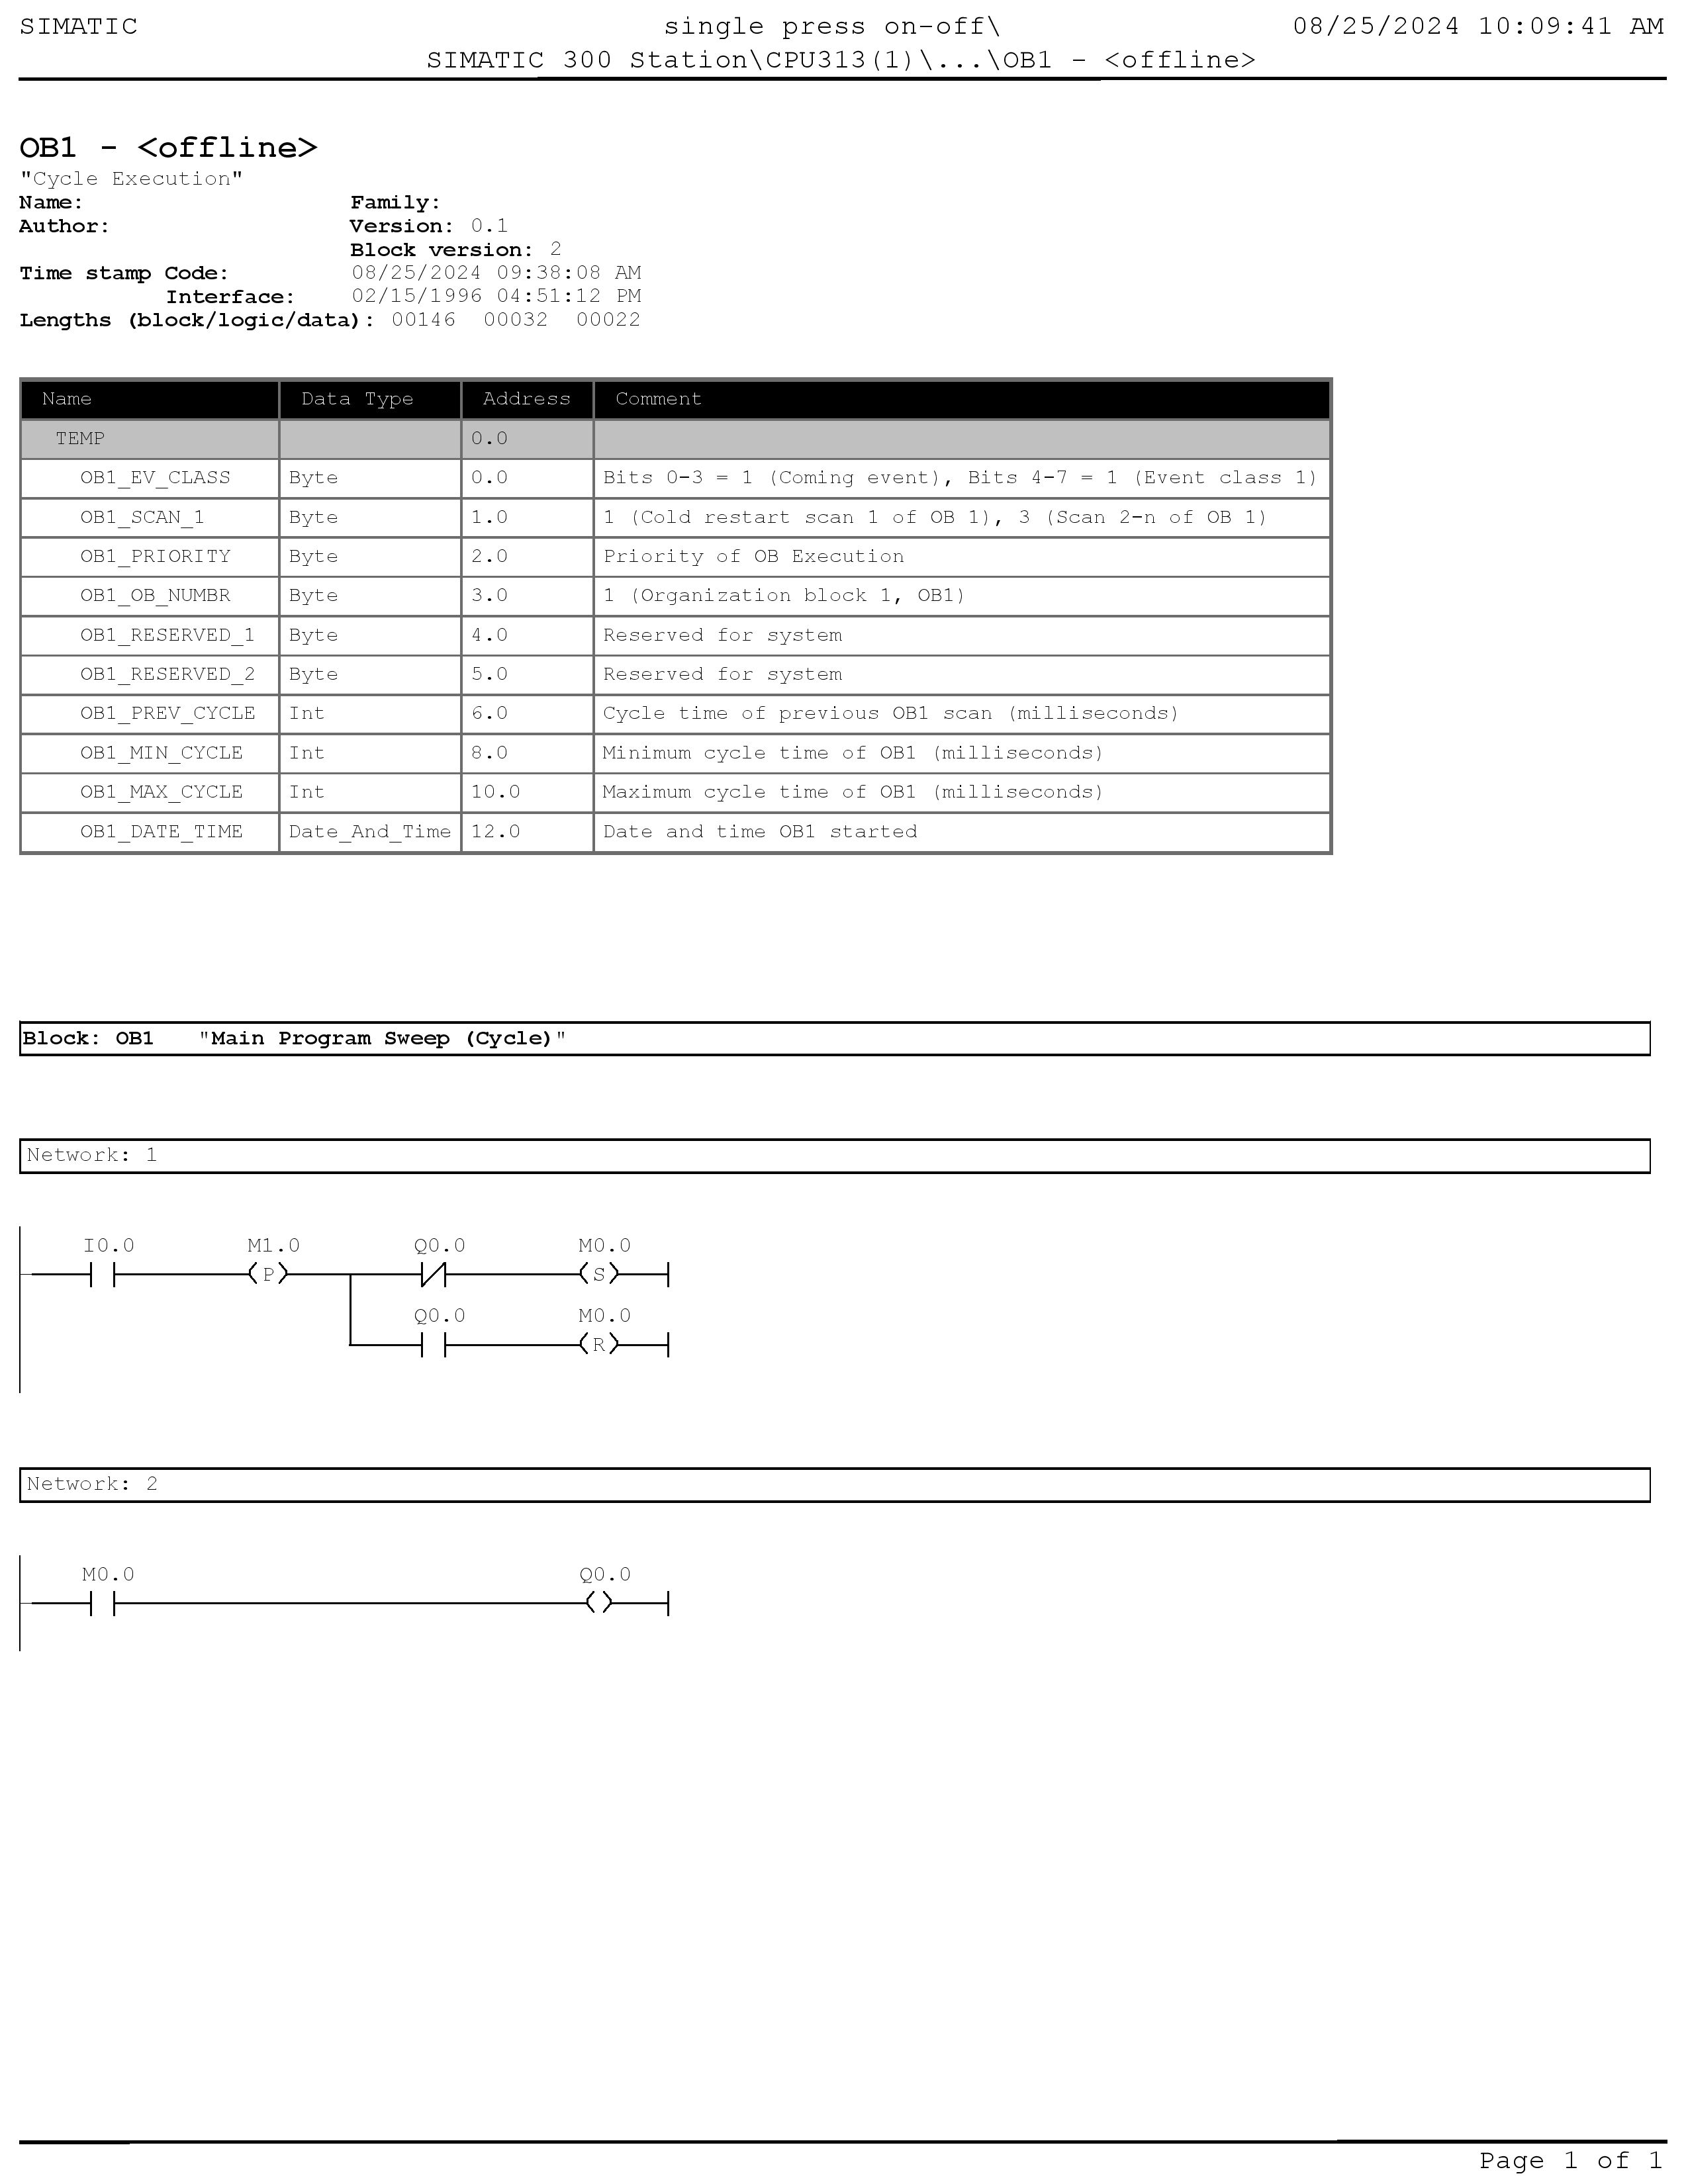 SIMATIC single press on-off\ 08/25/2024 10:09:41 AM
SIMATIC 300 Station\CPU313(1)\...\OB1 - <offline>
OB1 - <offline>
"Cycle Execution"
Name: Family:
Author: Version: 0.1
Block version: 2
Time stamp Code: 08/25/2024 09:38:08 AM
Interface: 02/15/1996 04:51:12 PM
Lengths (block/logic/data): 00146 00032 00022
Name Data Type Address Comment
TEMP 0.0
OB1_EV_CLASS Byte 0.0 Bits 0-3 = 1 (Coming event), Bits 4-7 = 1 (Event class 1)
OB1_SCAN_1 Byte 1.0 1 (Cold restart scan 1 of OB 1), 3 (Scan 2-n of OB 1)
OB1_PRIORITY Byte 2.0 Priority of OB Execution
OB1_OB_NUMBR Byte 3.0 1 (Organization block 1, OB1)
OB1_RESERVED_1 Byte 4.0 Reserved for system
OB1_RESERVED_2 Byte 5.0 Reserved for system
OB1_PREV_CYCLE Int 6.0 Cycle time of previous OB1 scan (milliseconds)
OB1_MIN_CYCLE Int 8.0 Minimum cycle time of OB1 (milliseconds)
OB1_MAX_CYCLE Int 10.0 Maximum cycle time of OB1 (milliseconds)
OB1_DATE_TIME Date_And_Time 12.0 Date and time OB1 started
Block: OB1 "Main Program Sweep (Cycle)"
Network: 1
I0.0 M1.0 Q0.0 M0.0
P S
Q0.0 M0.0
R
Network: 2
M0.0 Q0.0
Page 1 of 1